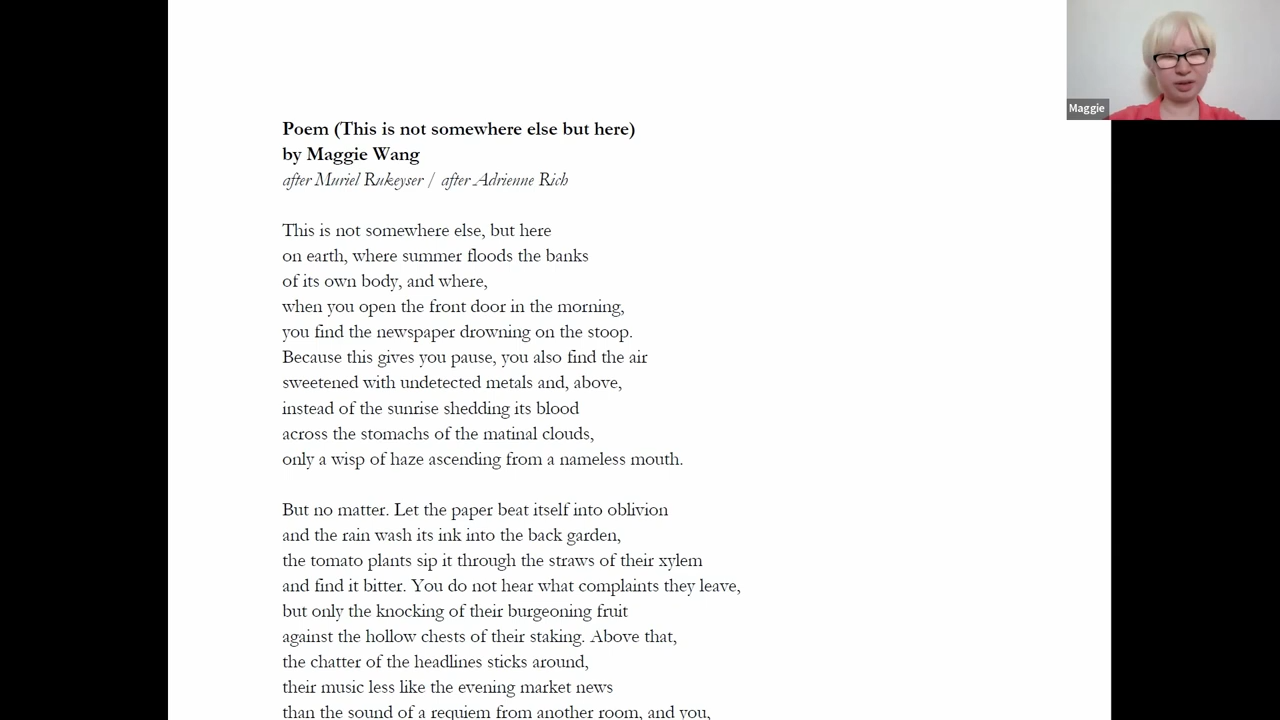 Poem (This is not somewhere else but here)
by Maggie Wang
after Muriel Rukeyser / after Adrienne Rich
This is not somewhere else, but here
on earth, where summer floods the banks
of its own body, and where,
when you open the front door in the morning,
you find the newspaper drowning on the stoop.
Because this gives you pause, you also find the air
sweetened with undetected metals and, above,
instead of the sunrise shedding its blood
across the stomachs of the matinal clouds,
only a wisp of haze ascending from a nameless mouth.
But no matter. Let the paper beat itself into oblivion
and the rain wash its ink into the back garden,
the tomato plants sip it through the straws of their xylem
and find it bitter. You do not hear what complaints they leave,
but only the knocking of their burgeoning fruit
against the hollow chests of their staking. Above that,
the chatter of the headlines sticks around,
their music less like the evening market news
than the sound of a requiem from another room, and you,
Maggie